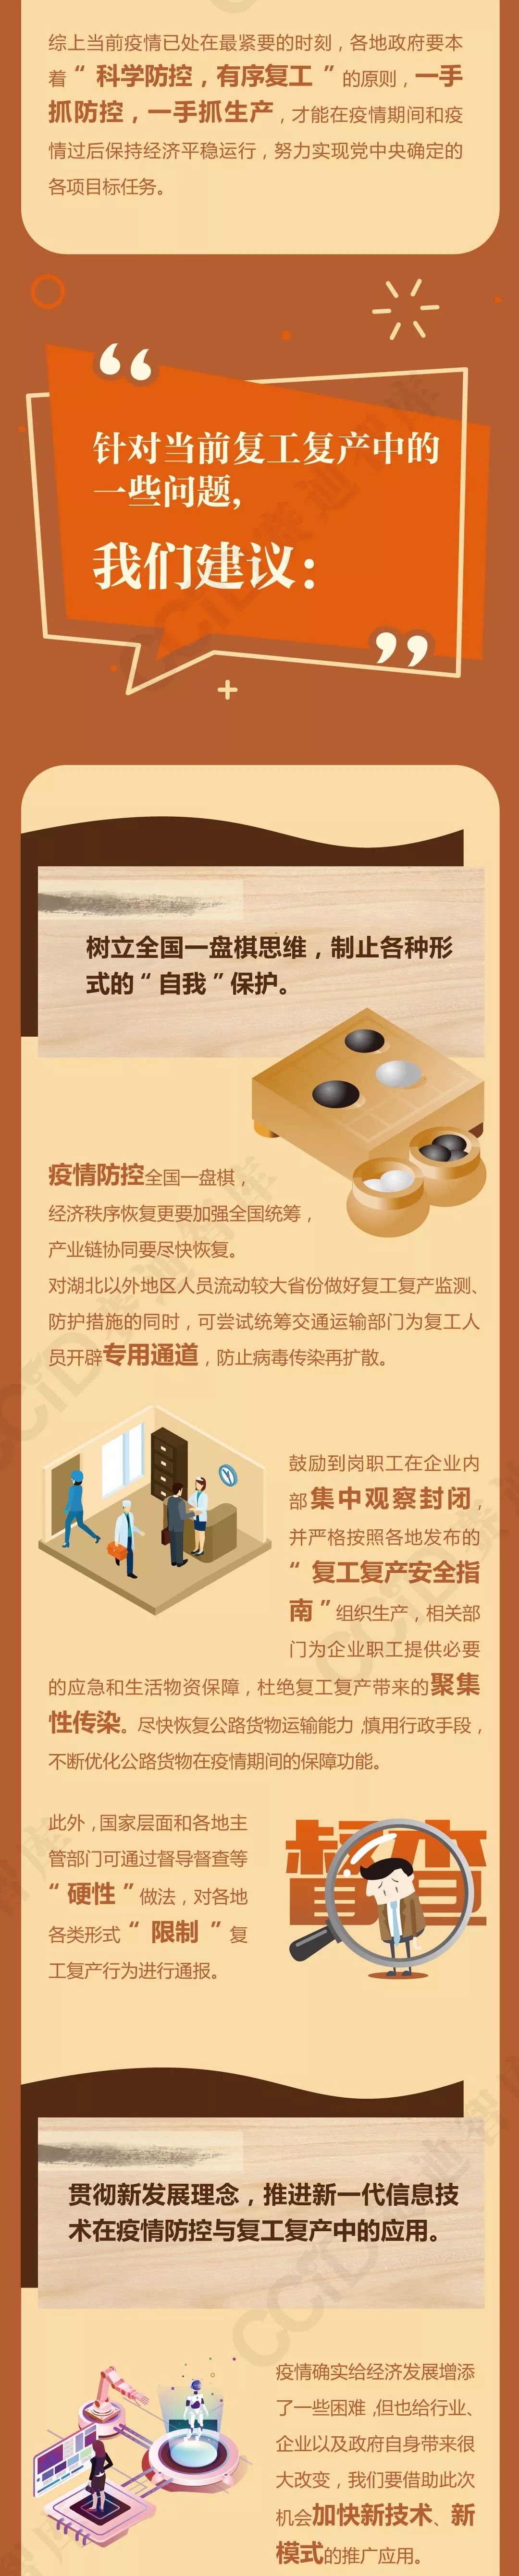 综上当前疫情已处在最紧要的时刻，各地政府要本
着“科学防控，有序复工”的原则，一手
抓防控，一手抓生产，才能在疫情期间和疫
情过后保持经济平稳运行，努力实现党中央确定的
各项目标任务。
“
针对当前复工复产中的
一些问题，
我们建议：
”
树立全国一盘棋思维，制止各种形
式的“自我”保护。
疫情防控全国一盘棋，
经济秩序恢复更要加强全国统筹，
产业链协同要尽快恢复。
对湖北以外地区人员流动较大省份做好复工复产监测、
防护措施的同时，可尝试统筹交通运输部门为复工人
员开辟专用通道，防止病毒传染再扩散。
鼓励到岗职工在企业内
部集中观察封闭，
并严格按照各地发布的
“复工复产安全指
南”组织生产，相关部
门为企业职工提供必要
的应急和生活物资保障，杜绝复工复产带来的聚集
性传染。尽快恢复公路货物运输能力，慎用行政手段，
不断优化公路货物在疫情期间的保障功能。
此外，国家层面和各地主
管部门可通过督导督查等
“硬性”做法，对各地
各类形式“限制”复
工复产行为进行通报。
督查
贯彻新发展理念，推进新一代信息技
术在疫情防控与复工复产中的应用。
疫情确实给经济发展增添
了一些困难，但也给行业、
企业以及政府自身带来很
大改变，我们要借助此次
机会加快新技术、新
模式的推广应用。
CCiD赛迪智库